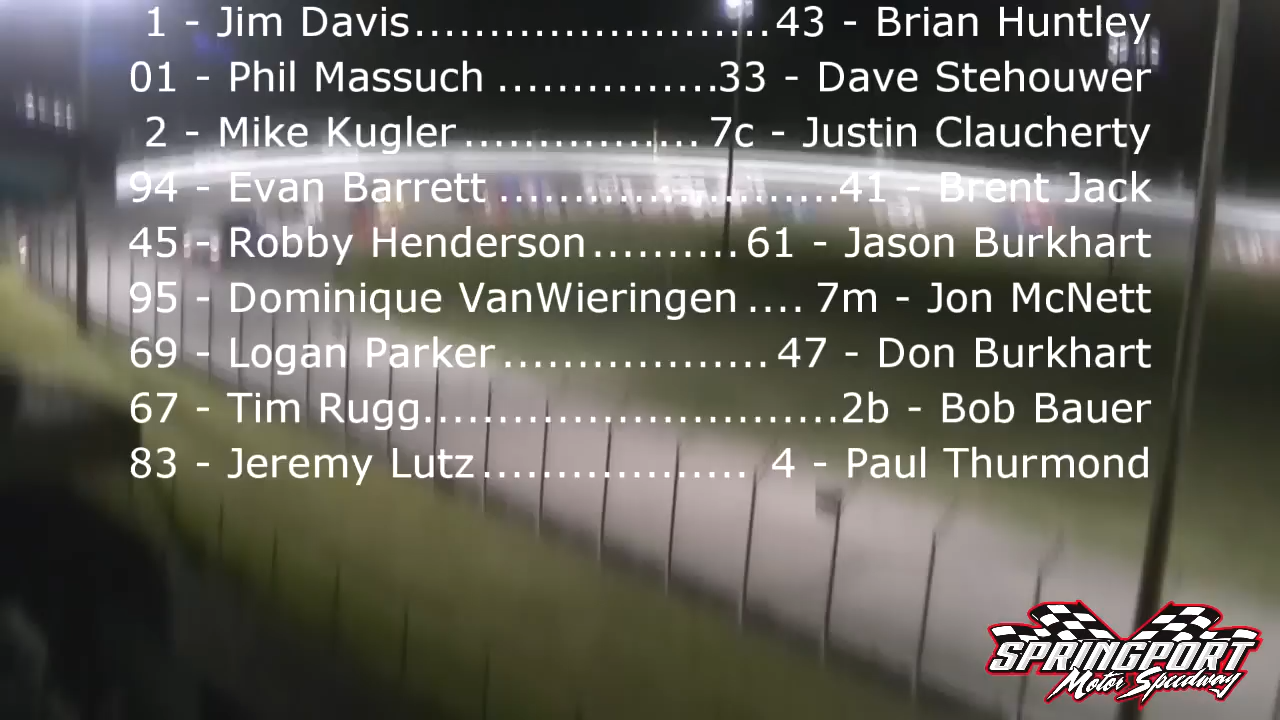 1 - Jim Davis........................43 - Brian Huntley
01 - Phil Massuch ...............33 - Dave Stehouwer
2 - Mike Kugler................ 7c - Justin Claucherty
94 - Evan Barrett .......................41 - Brent Jack
45 - Robby Henderson..........61 - Jason Burkhart
95 - Dominique VanWieringen .... 7m - Jon McNett
69 - Logan Parker.................. 47 - Don Burkhart
67 - Tim Rugg............................2b - Bob Bauer
83 - Jeremy Lutz.................. 4 - Paul Thurmond
SPRINGPORT
Motor Speedway